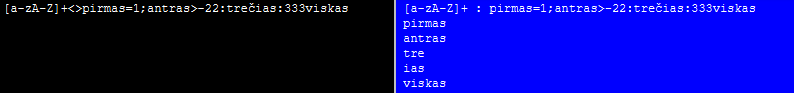 [a-zA-Z]+<>pirmas=1;antras>-22:trečias:333viskas
[a-zA-Z]+ : pirmas=1;antras>-22:trečias:333viskas
pirmas
antras
tre
ias
viskas